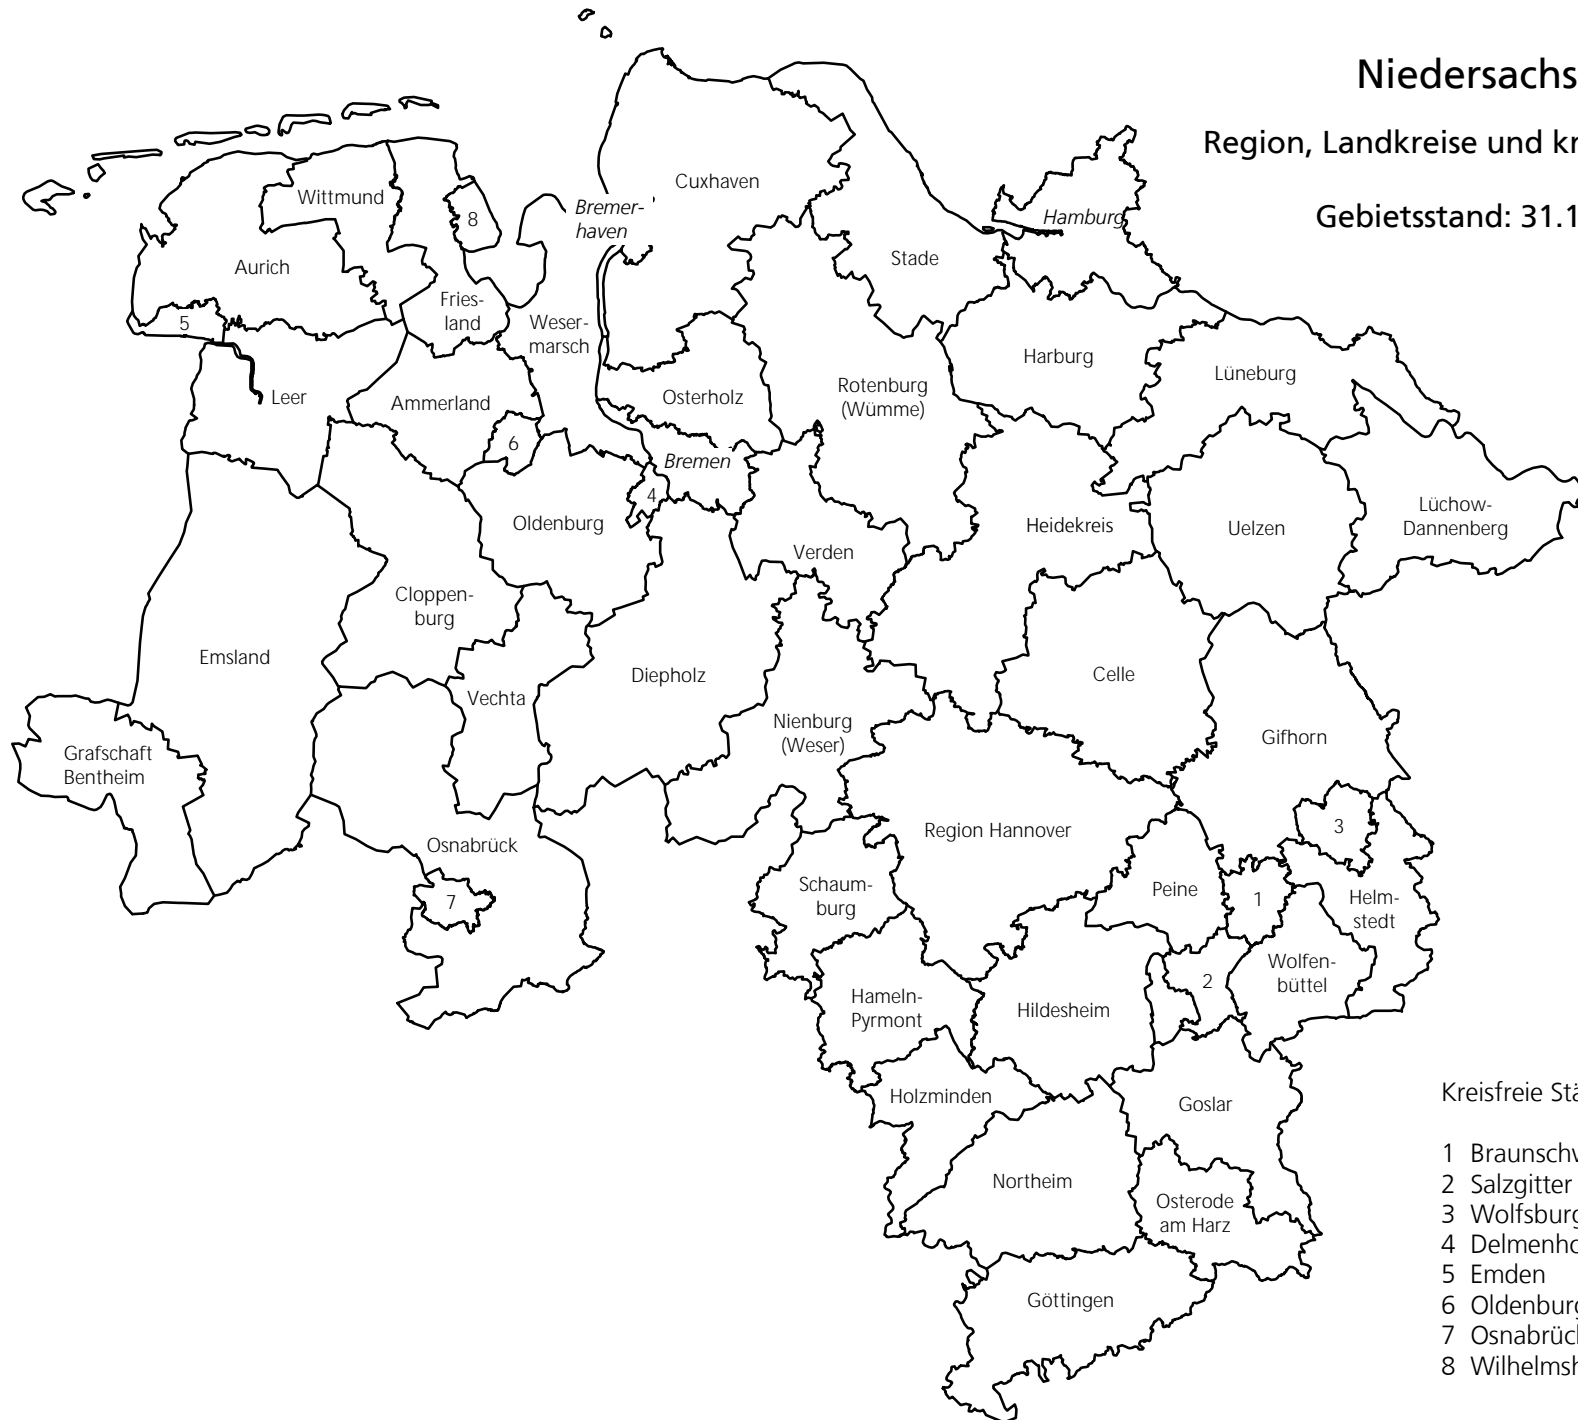 Niedersachs
Region, Landkreise und kr
Gebietsstand: 31.1
Wittmund
8
Cuxhaven
Bremer-
haven
Hamburg
Aurich
Stade
5
Fries-
land
Weser-
marsch
Harburg
Lüneburg
Leer
Ammerland
Osterholz
Rotenburg
(Wümme)
6
Bremen
4
Oldenburg
Verden
Heidekreis
Uelzen
Lüchow-
Dannenberg
Cloppen-
burg
Emsland
Vechta
Diepholz
Celle
Nienburg
(Weser)
Gifhorn
Grafschaft
Bentheim
Osnabrück
7
Region Hannover
3
Schaum-
burg
Peine
1
Helm-
stedt
Wolfen-
büttel
2
Hameln-
Pyrmont
Hildesheim
Holzminden
Goslar
Northeim
Osterode
am Harz
Göttingen
Kreisfreie Stä
1 Braunschw
2 Salzgitter
3 Wolfsburg
4 Delmenho
5 Emden
6 Oldenburg
7 Osnabrück
8 Wilhelmsh